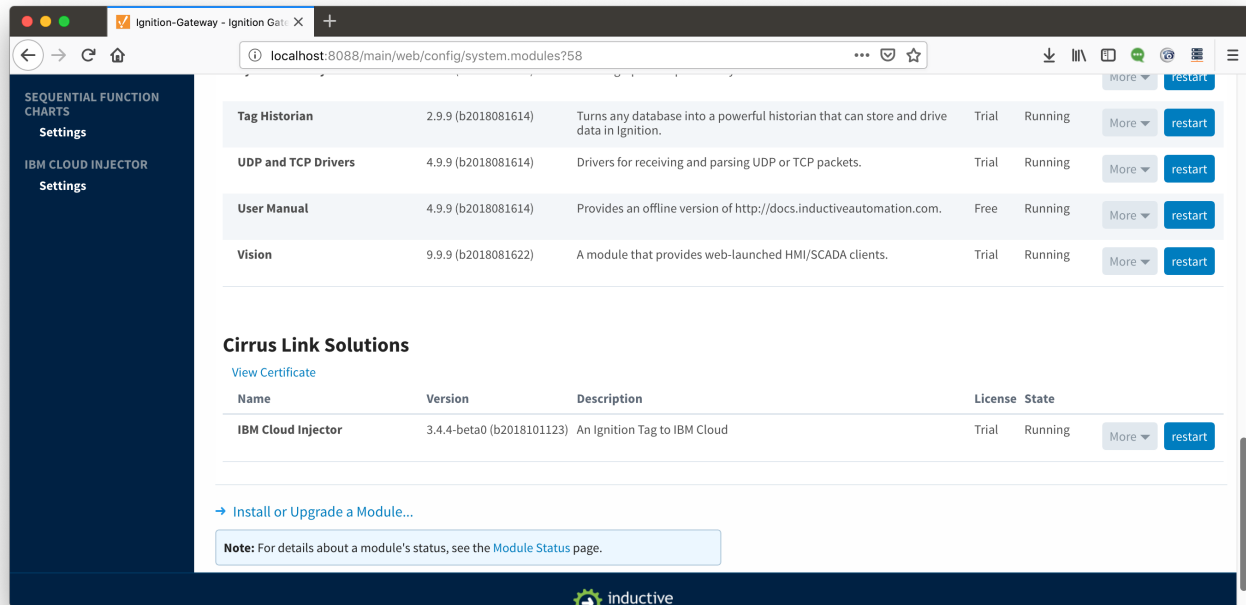 Ignition-Gateway - Ignition Gat
localhost:8088/main/web/config/system.modules?58
SEQUENTIAL FUNCTION
CHARTS
Settings
IBM CLOUD INJECTOR
Settings
More restart
Tag Historian 2.9.9 (b2018081614) Turns any database into a powerful historian that can store and drive Trial Running More restart
data in Ignition.
UDP and TCP Drivers 4.9.9 (b2018081614) Drivers for receiving and parsing UDP or TCP packets. Trial Running More restart
User Manual 4.9.9 (b2018081614) Provides an offline version of http://docs.inductiveautomation.com. Free Running More restart
Vision 9.9.9 (b2018081622) A module that provides web-launched HMI/SCADA clients. Trial Running More restart
Cirrus Link Solutions
View Certificate
Name Version Description License State
IBM Cloud Injector 3.4.4-beta0 (b2018101123) An Ignition Tag to IBM Cloud Trial Running More restart
Install or Upgrade a Module...
Note: For details about a module's status, see the Module Status page.
inductive